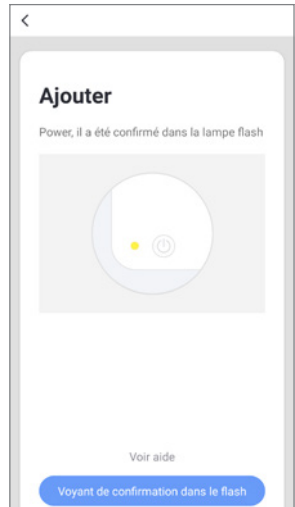 Ajouter
Power, il a été confirmé dans la lampe flash
Voir aide
Voyant de confirmation dans le flash